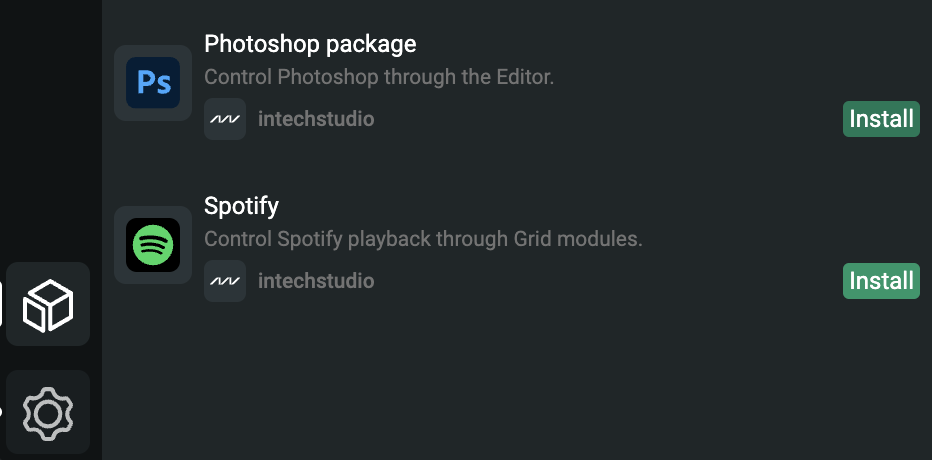 Photoshop package
Ps
Control Photoshop through the Editor.
intechstudio
Install
Spotify
Control Spotify playback through Grid modules.
intechstudio
Install